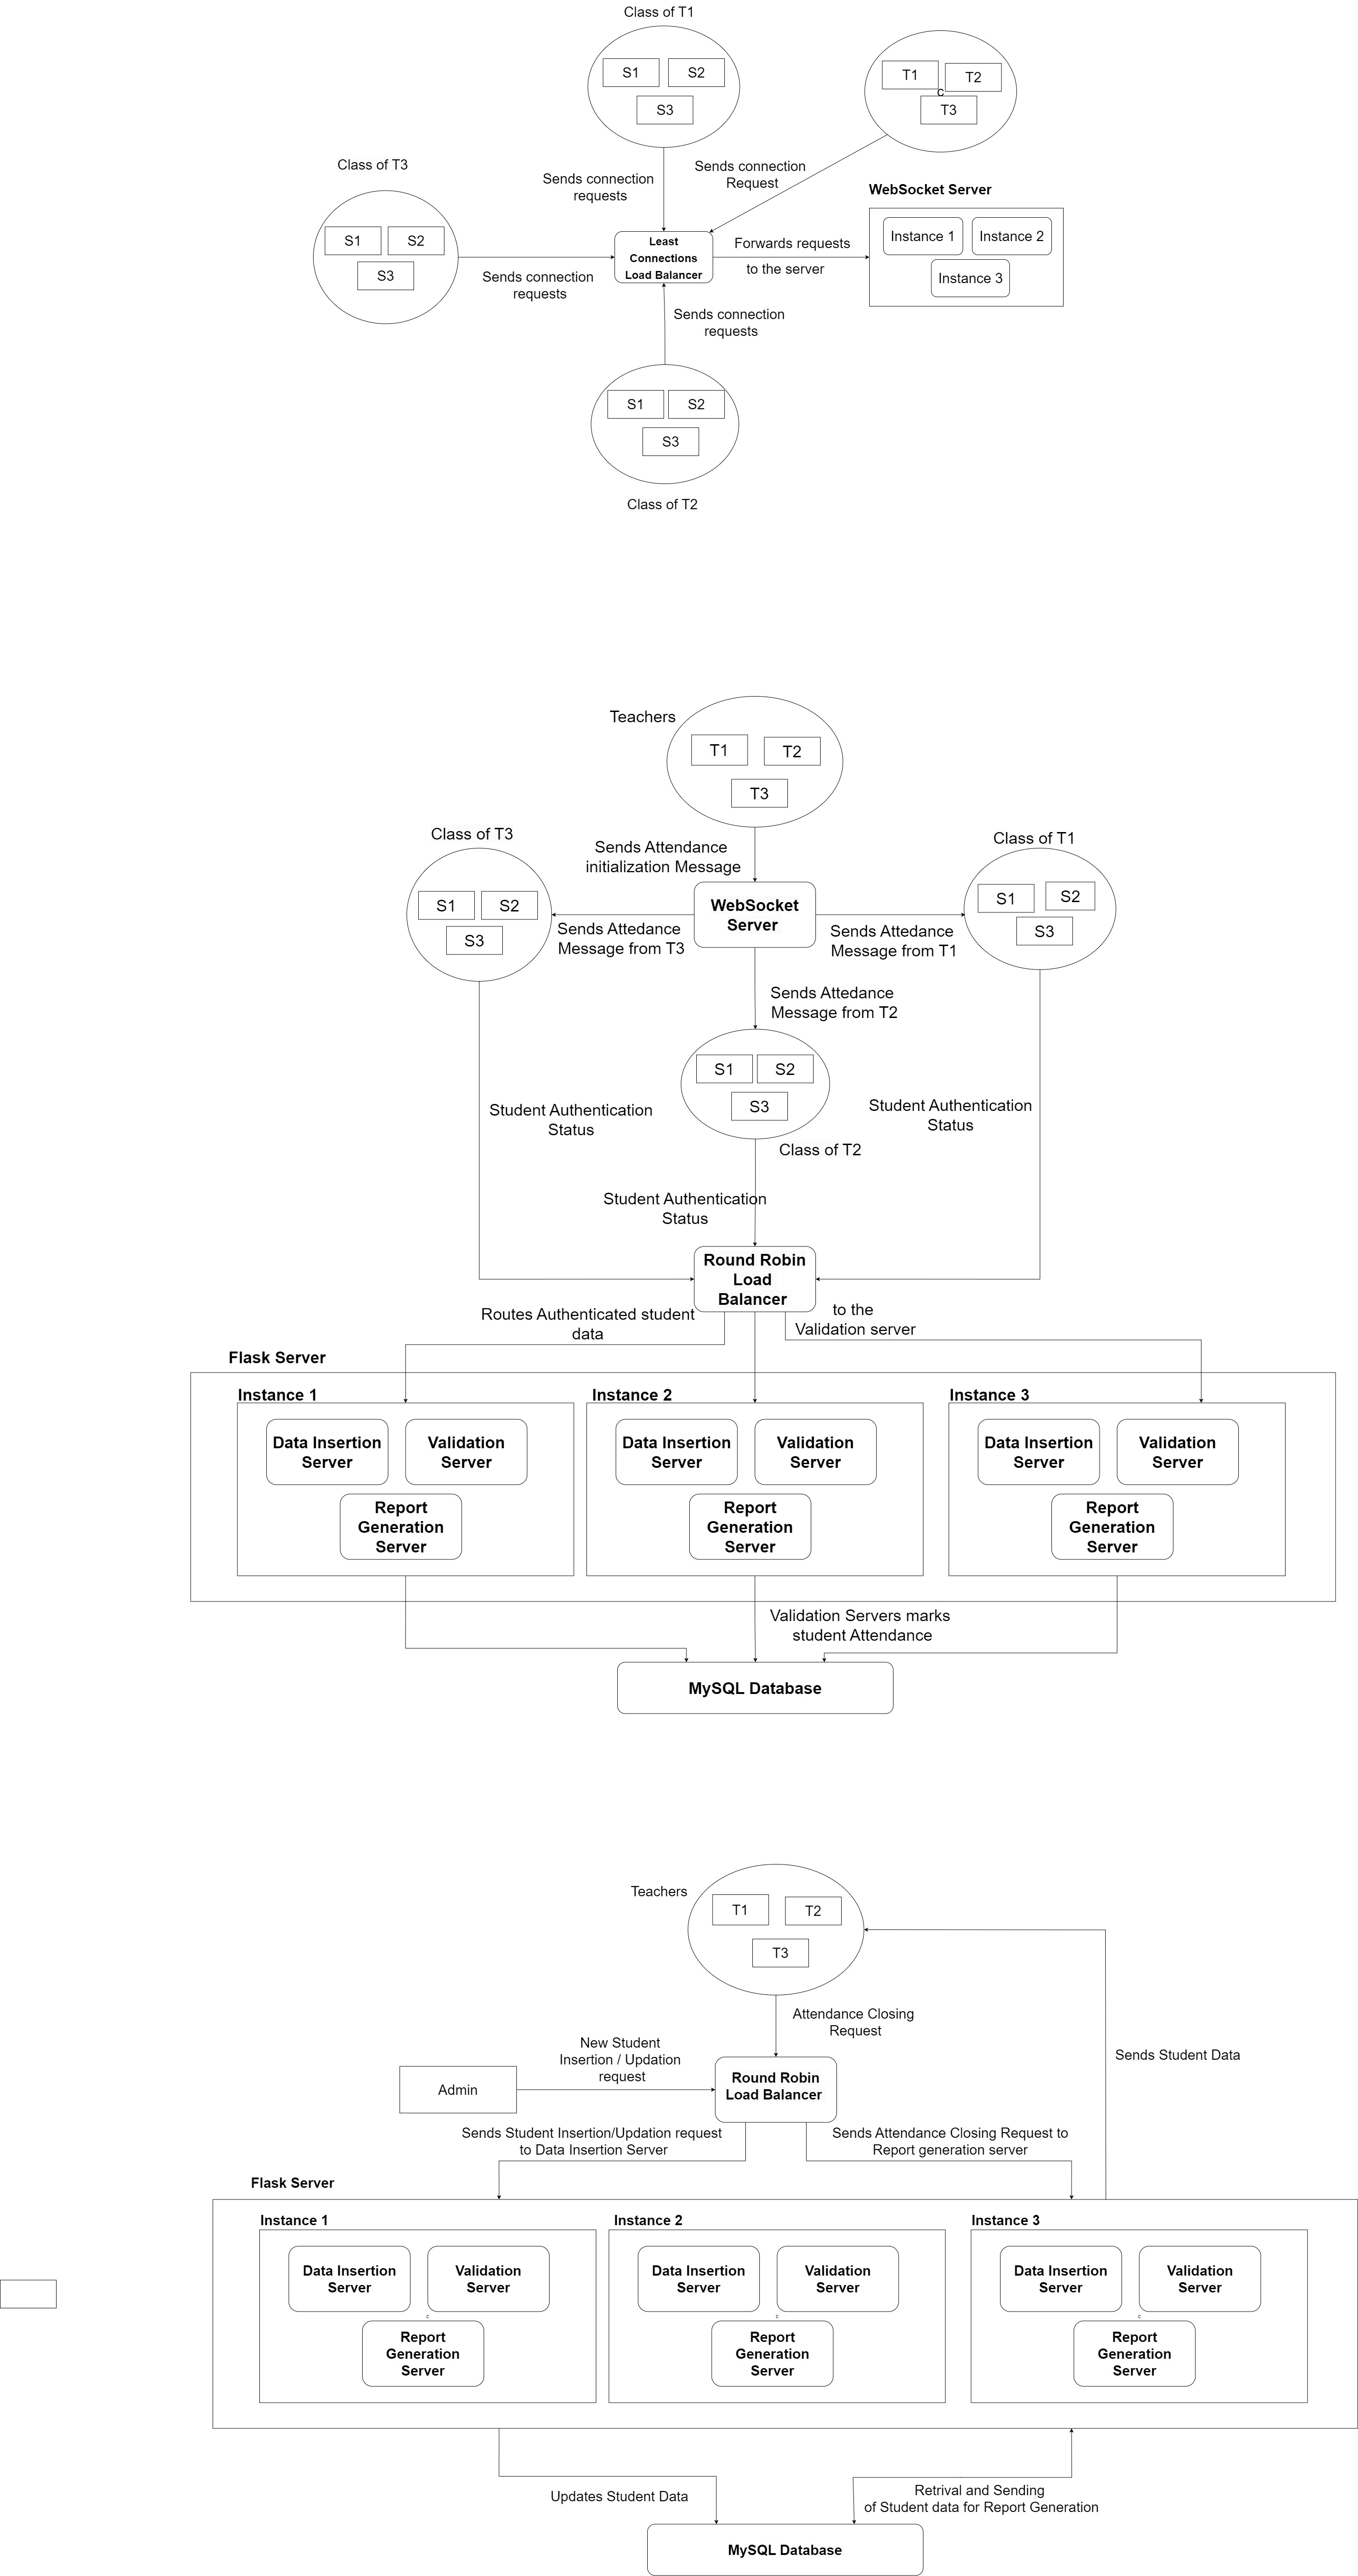 Class of T1
S1
S2
S3
T1
T2
C
T3
Class of T3
S1
S2
S3
Sends connection
requests
Sends connection
Request
WebSocket Server
Instance 1
Instance 2
Instance 3
Least
Connections
Load Balancer
Forwards requests
to the server
Sends connection
requests
Sends connection
requests
S1
S2
S3
Class of T2
Teachers
T1
T2
T3
Class of T3
Sends Attendance
initialization Message
Class of T1
S1
S2
S3
WebSocket
Server
S1
S2
S3
Sends Attedance
Message from T3
Sends Attedance
Message from T1
Sends Attedance
Message from T2
S1
S2
S3
Class of T2
Student Authentication
Status
Student Authentication
Status
Student Authentication
Status
Round Robin
Load
Balancer
Routes Authenticated student
data
to the
Validation server
Flask Server
Instance 1
Data Insertion
Server
Validation
Server
Report
Generation
Server
Instance 2
Data Insertion
Server
Validation
Server
Report
Generation
Server
Instance 3
Data Insertion
Server
Validation
Server
Report
Generation
Server
Validation Servers marks
student Attendance
MySQL Database
Teachers
T1
T2
T3
Attendance Closing
Request
New Student
Insertion / Updation
request
Admin
Round Robin
Load Balancer
Sends Student Data
Sends Student Insertion/Updation request
to Data Insertion Server
Sends Attendance Closing Request to
Report generation server
Flask Server
Instance 1
Data Insertion
Server
Validation
Server
C
Report
Generation
Server
Instance 2
Data Insertion
Server
Validation
Server
C
Report
Generation
Server
Instance 3
Data Insertion
Server
Validation
Server
C
Report
Generation
Server
Updates Student Data
Retrival and Sending
of Student data for Report Generation
MySQL Database